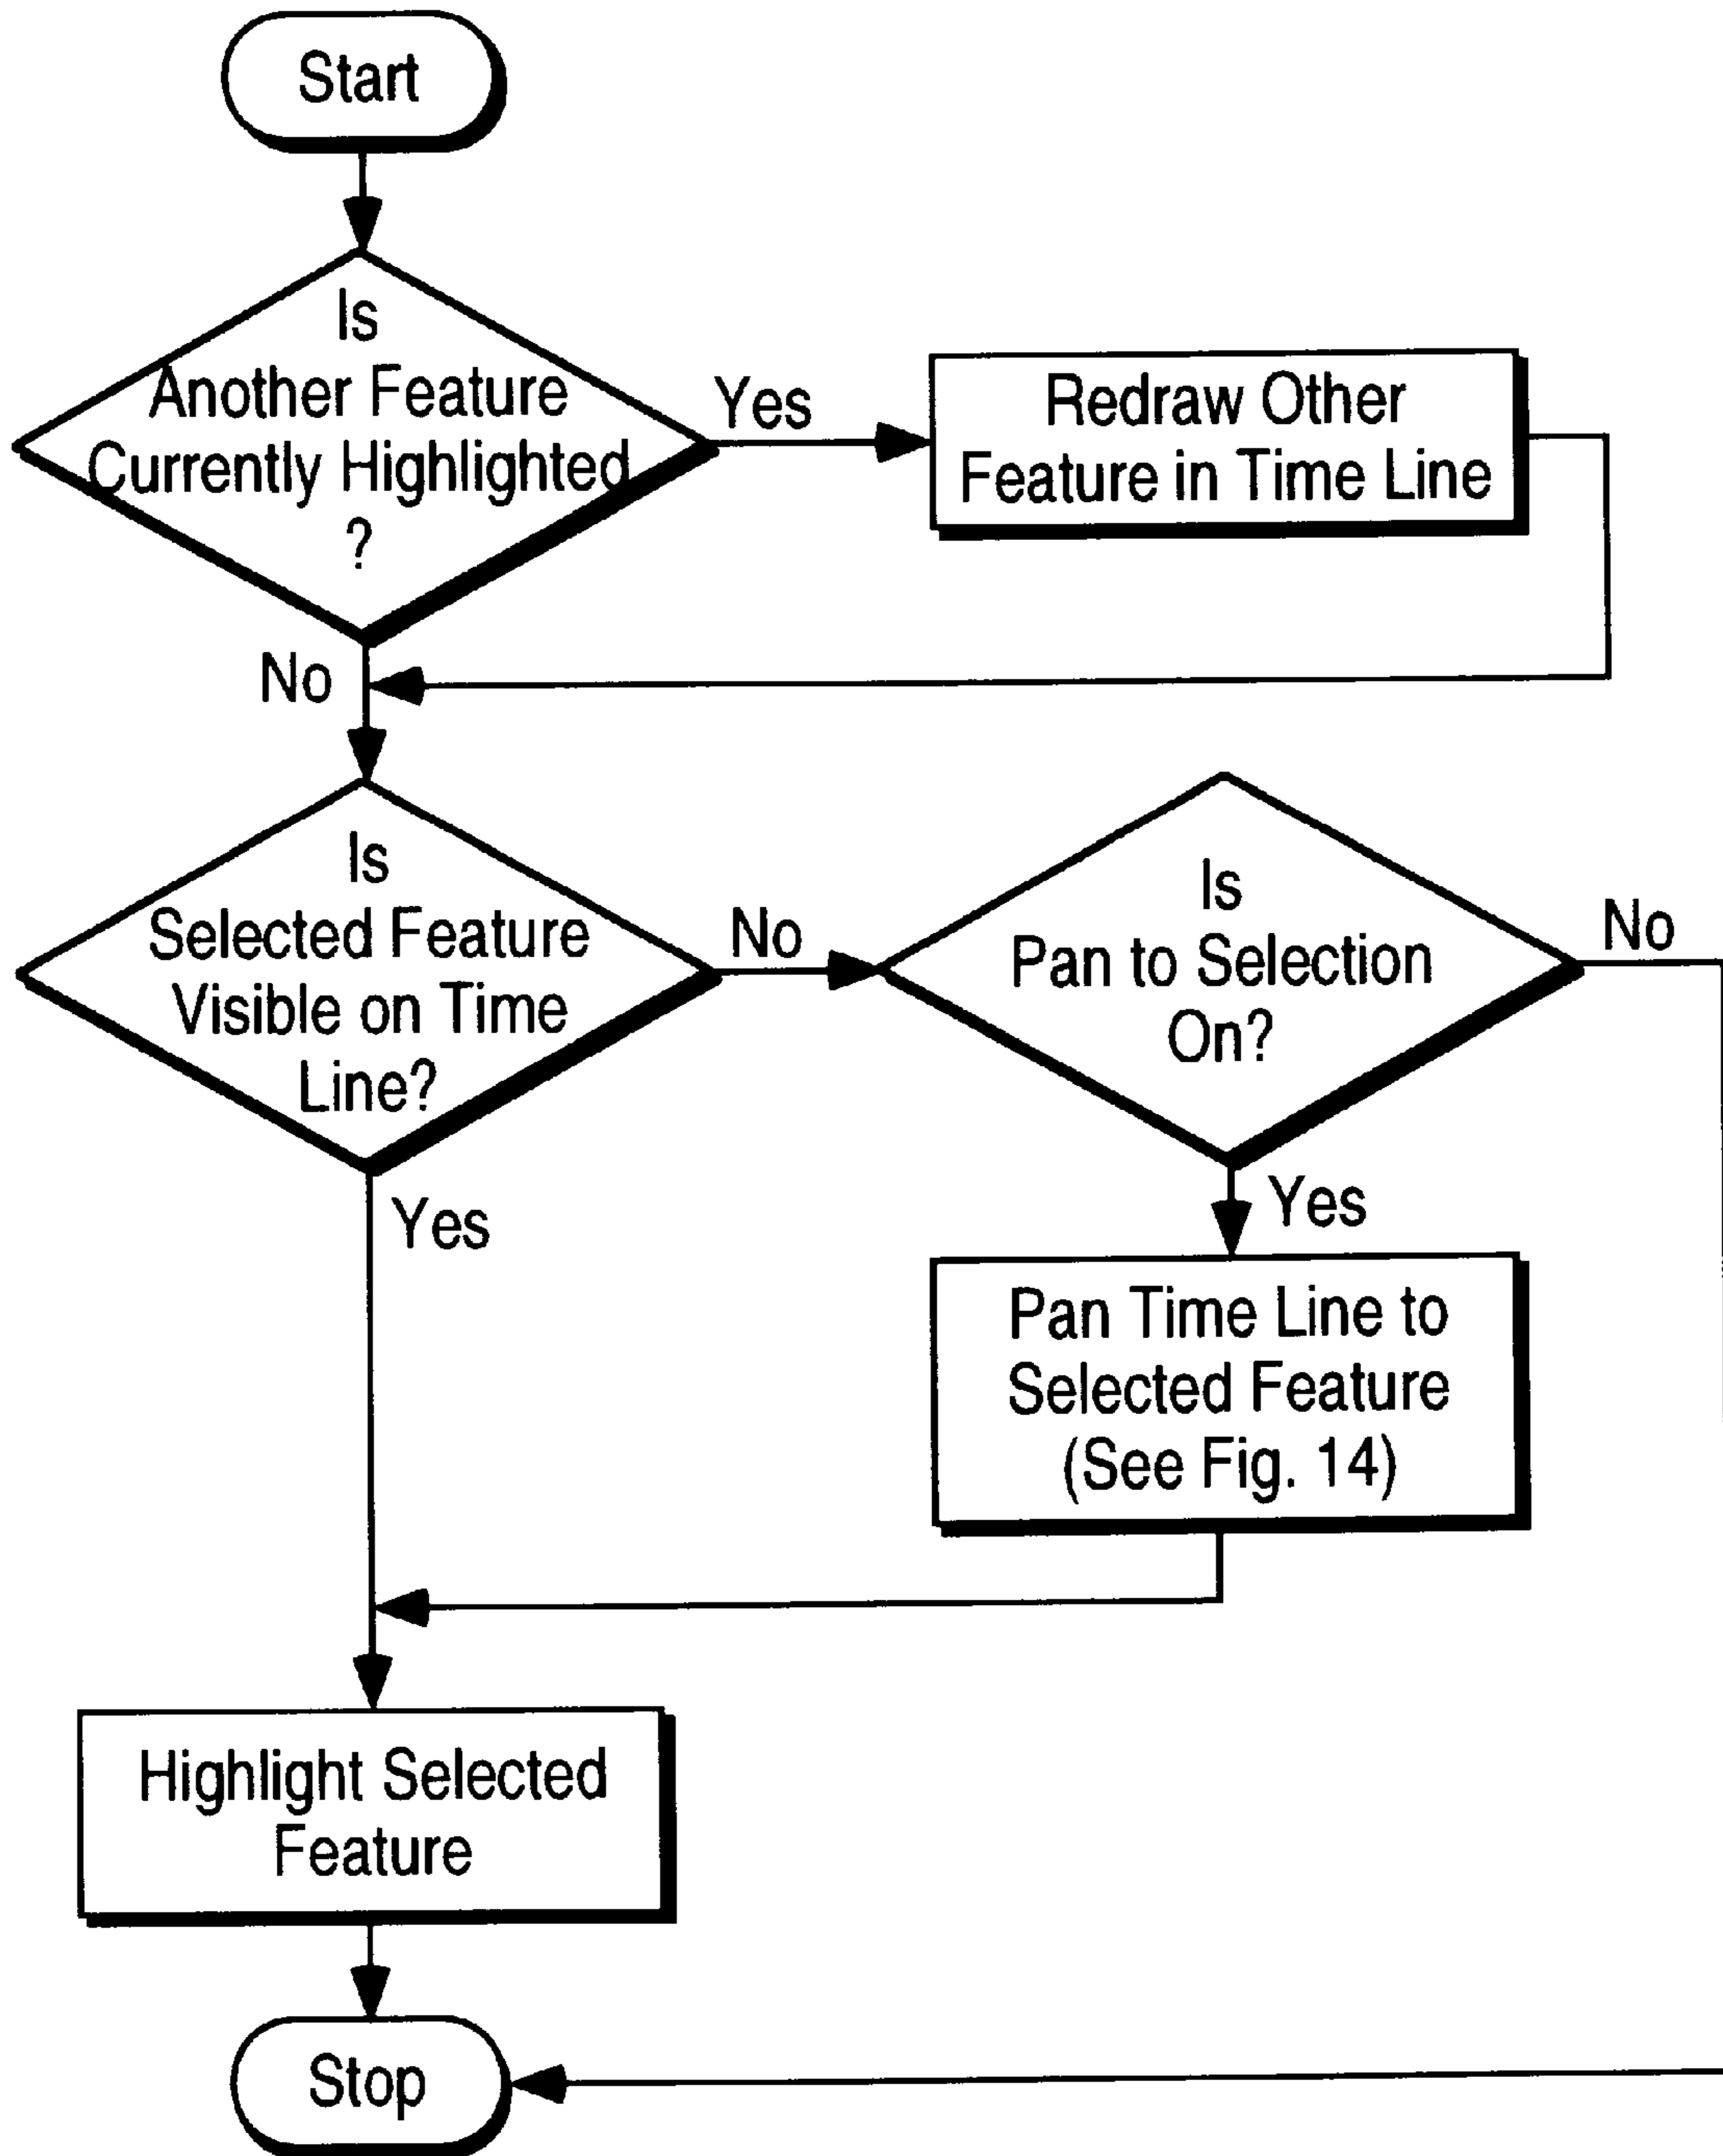 Start
Is
Another Feature
Currently Highlighted
?
Yes
Redraw Other
Feature in Time Line
No
Is
Selected Feature
Visible on Time
Line?
No
Is
Pan to Selection
On?
No
Yes
Yes
Pan Time Line to
Selected Feature
(See Fig. 14)
Highlight Selected
Feature
Stop